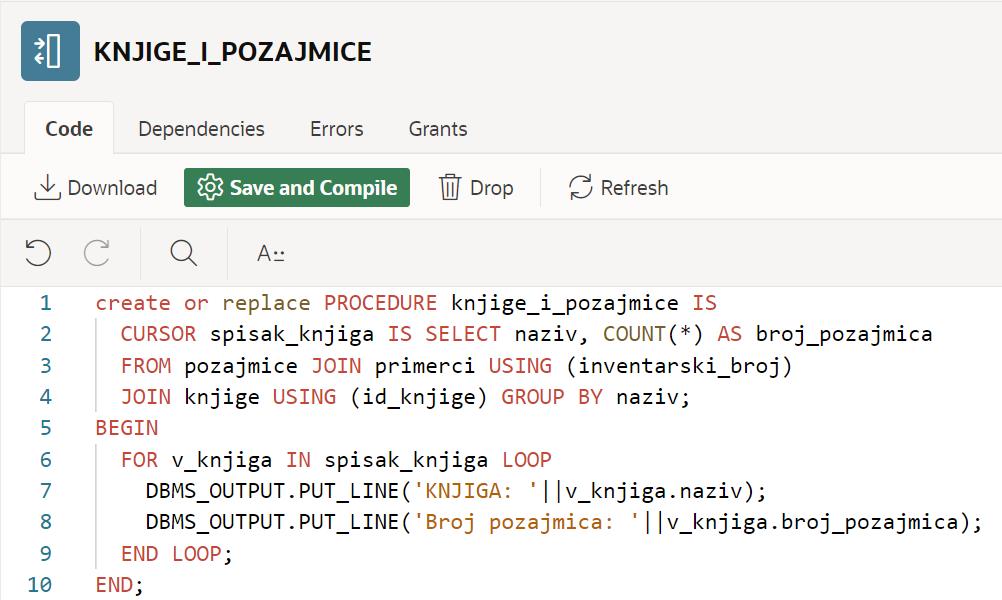 KNJIGE_I_POZAJMICE
Code Dependencies Errors Grants
Download Save and Compile Drop Refresh
A::
1 create or replace PROCEDURE knjige_i_pozajmice IS
2 CURSOR spisak_knjiga IS SELECT naziv, COUNT(*) AS broj_pozajmica
3 FROM pozajmice JOIN primerci USING (inventarski_broj)
4 JOIN knjige USING (id_knjige) GROUP BY naziv;
5 BEGIN
6 FOR v_knjiga IN spisak_knjiga LOOP
7 DBMS_OUTPUT.PUT_LINE('KNJIGA: '||v_knjiga.naziv);
8 DBMS_OUTPUT.PUT_LINE('Broj pozajmica: '||v_knjiga.broj_pozajmica);
9 END LOOP;
10 END;